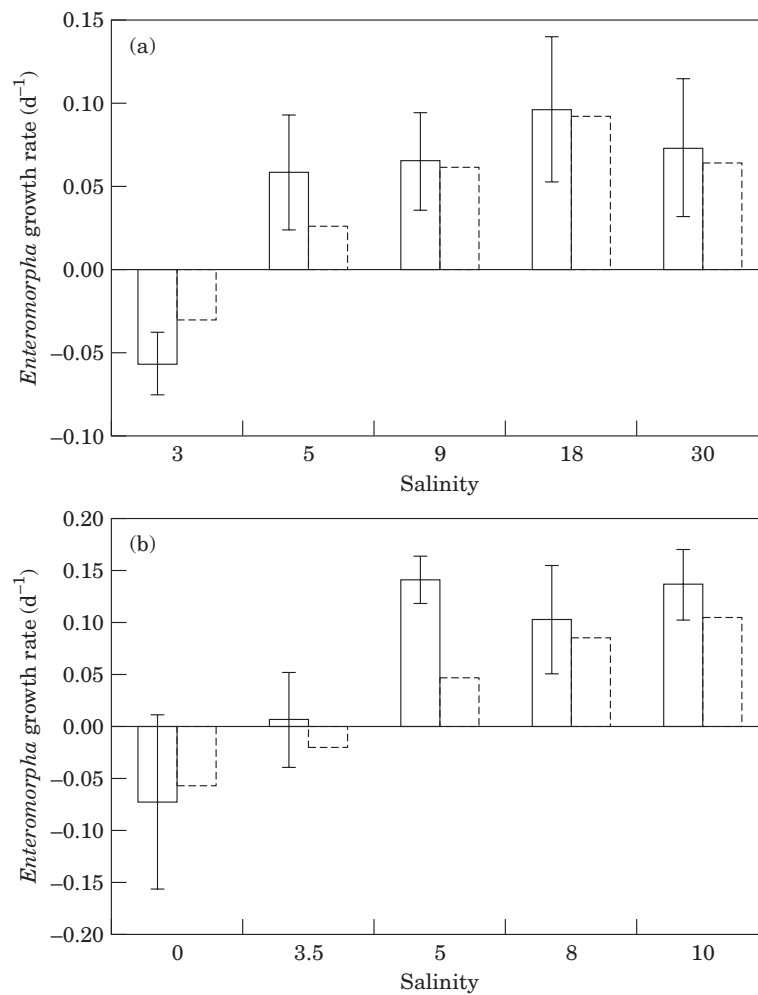 (a)
Enteromorpha growth rate (d⁻¹)
0.15
0.10
0.05
0.00
–0.05
–0.10
3 5 9 18 30
Salinity
(b)
Enteromorpha growth rate (d⁻¹)
0.20
0.15
0.10
0.05
0.00
–0.05
–0.10
–0.15
–0.20
0 3.5 5 8 10
Salinity